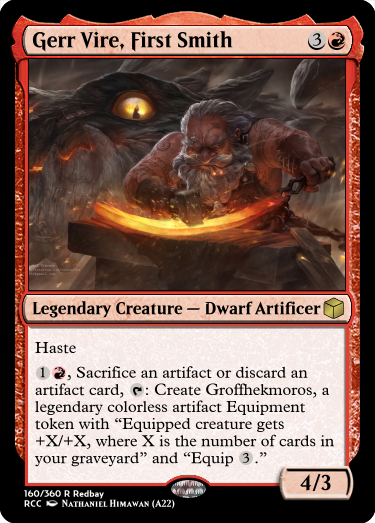 Gerr Vire, First Smith 3
Legendary Creature — Dwarf Artificer
Haste
1 , Sacrifice an artifact or discard an
artifact card, : Create Groffhekmoros, a
legendary colorless artifact Equipment
token with “Equipped creature gets
+X/+X, where X is the number of cards in
your graveyard” and “Equip 3.”
4/3
160/360 R Redbay
RCC Nathaniel Himawan (A22)